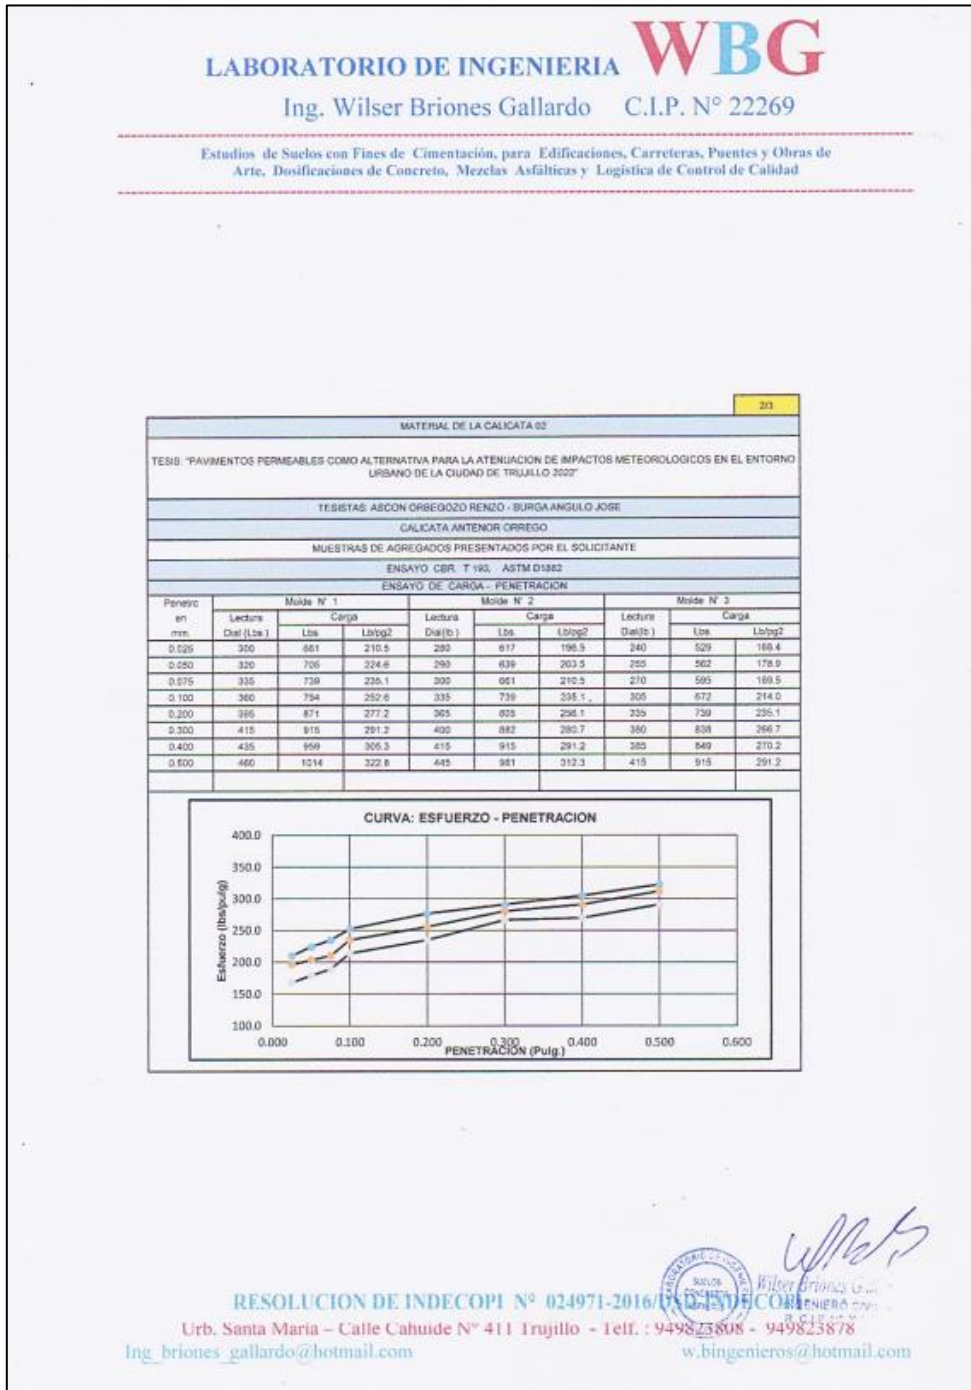 LABORATORIO DE INGENIERIA WBG
Ing. Wilser Briones Gallardo C.I.P. N° 22269
Estudios de Suelos con Fines de Cimentación, para Edificaciones, Carreteras, Puentes y Obras de
Arte, Dosificaciones de Concreto, Mezclas Asfálticas y Logística de Control de Calidad
2/3
MATERIAL DE LA CALICATA 02
TESIS: "PAVIMENTOS PERMEABLES COMO ALTERNATIVA PARA LA ATENUACION DE IMPACTOS METEOROLOGICOS EN EL ENTORNO
URBANO DE LA CIUDAD DE TRUJILLO 2022"
TESISTAS: ASCON ORBEGOZO RENZO - BURGA ANGULO JOSE
CALICATA ANTENOR ORREGO
MUESTRAS DE AGREGADOS PRESENTADOS POR EL SOLICITANTE
ENSAYO CBR, T 193, ASTM D1883
ENSAYO DE CARGA - PENETRACION
Penetrc Molde N° 1 Molde N° 2 Molde N° 3
en Lectura Carga Lectura Carga Lectura Carga
mm. Dial (Lbs.) Lbs. Lb/pg2 Dial(lb.) Lbs. Lb/pg2 Dial(lb.) Lbs. Lb/pg2
0.025 300 661 210.5 280 617 196.5 240 529 168.4
0.050 320 705 224.6 290 639 203.5 255 562 178.9
0.075 335 739 235.1 300 661 210.5 270 595 189.5
0.100 360 794 252.6 335 739 235.1 305 672 214.0
0.200 395 871 277.2 365 805 256.1 335 739 235.1
0.300 415 915 291.2 400 882 280.7 380 838 266.7
0.400 435 959 305.3 415 915 291.2 385 849 270.2
0.500 460 1014 322.8 445 981 312.3 415 915 291.2
CURVA: ESFUERZO - PENETRACION
400.0
350.0
300.0
250.0
200.0
150.0
100.0
Esfuerzo (lbs/pulg)
0.000 0.100 0.200 0.300 0.400 0.500 0.600
PENETRACION (Pulg.)
LABORATORIO DE
SUELOS
Wilser Briones
INGENIERO
RESOLUCION DE INDECOPI N° 024971-2016/DSD-INDECOPI
Urb. Santa Maria – Calle Cahuide N° 411 Trujillo - Telf. : 949823808 - 949823878
Ing_briones_gallardo@hotmail.com w.bingenieros@hotmail.com